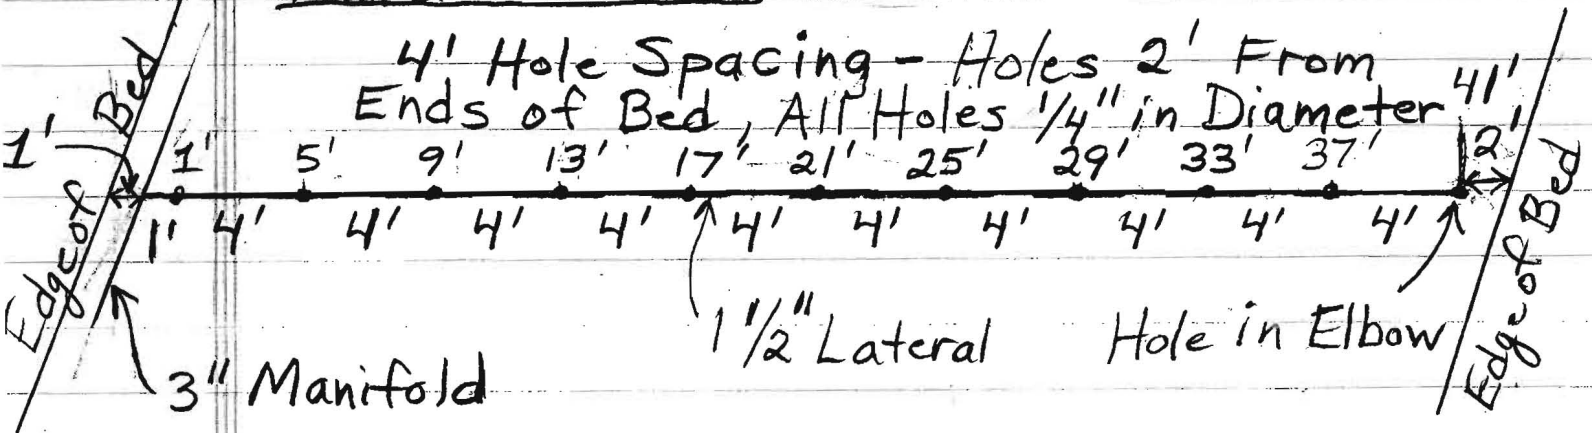 4' Hole Spacing - Holes 2' From
Ends of Bed, All Holes 1/4" in Diameter
41'
1'
Edge of Bed
1' 5' 9' 13' 17' 21' 25' 29' 33' 37'
2'
1' 4' 4' 4' 4' 4' 4' 4' 4' 4' 4'
Edge of Bed
1 1/2" Lateral
Hole in Elbow
3" Manifold